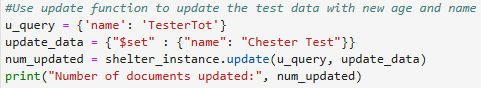 #Use update function to update the test data with new age and name
u_query = {'name': 'TesterTot'}
update_data = {"$set" : {"name": "Chester Test"}}
num_updated = shelter_instance.update(u_query, update_data)
print("Number of documents updated:", num_updated)